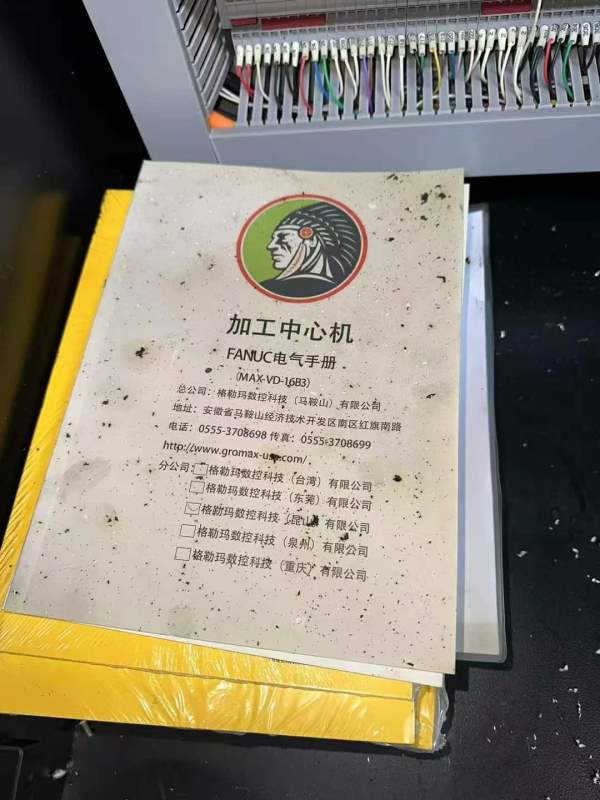 加工中心机
FANUC电气手册
(MAX-VD-16B3)
总公司：格勒玛数控科技（马鞍山）有限公司
地址：安徽省马鞍山经济技术开发区南区红旗南路
电话：0555-3708698 传真：0555-3708699
http://www.gromax-usa.com/
分公司：格勒玛数控科技（台湾）有限公司
格勒玛数控科技（东莞）有限公司
格勒玛数控科技（昆山）有限公司
格勒玛数控科技（泉州）有限公司
格勒玛数控科技（重庆）有限公司